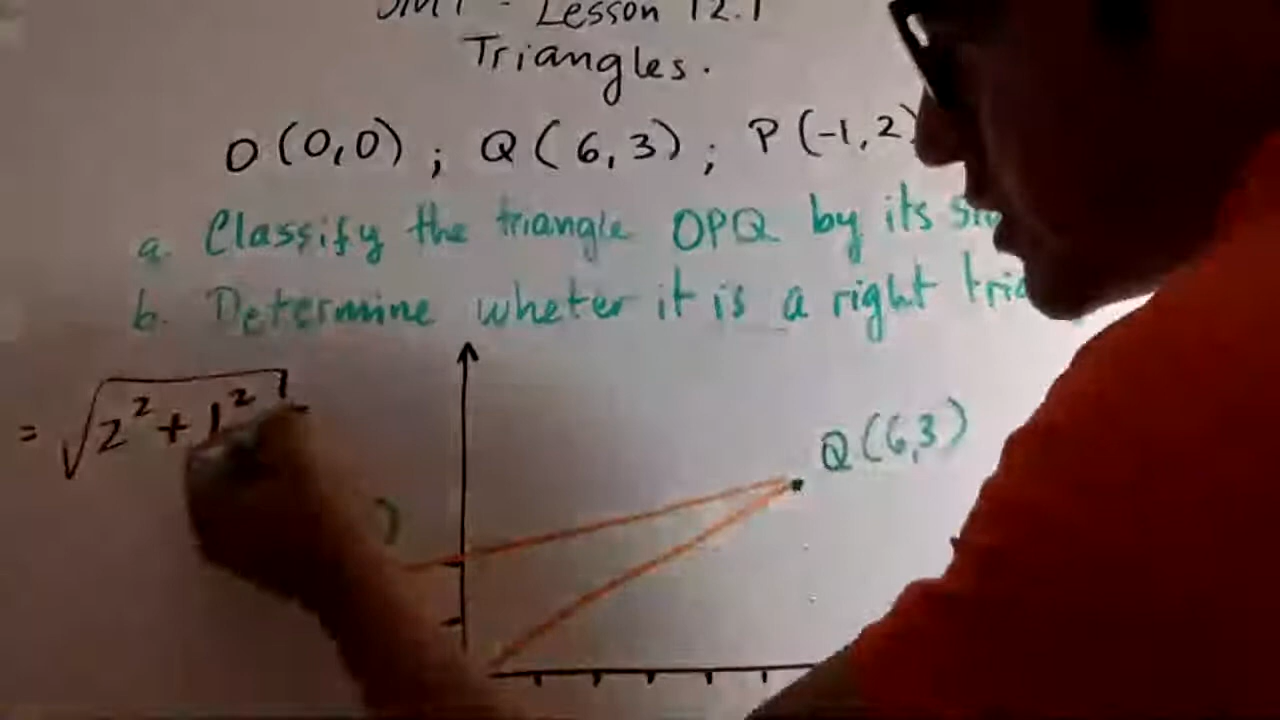 - Lesson 12.1
Triangles.
O (0,0) ; Q ( 6,3) ; P (-1,2)
a. Classify the triangle OPQ by its
b. Determine wheter it is a right
= √2² + 1²
Q (6,3)
)